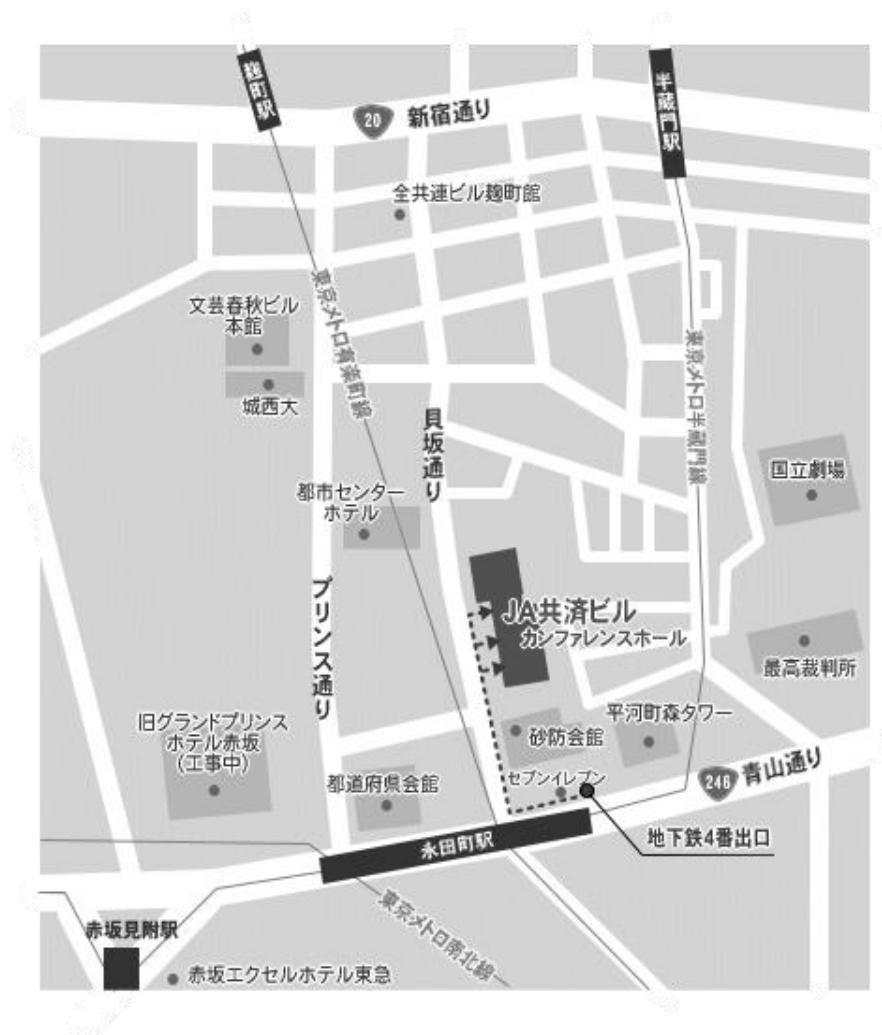 麹町駅
半蔵門駅
20
新宿通り
全共連ビル麹町館
東京メトロ有楽町線
文芸春秋ビル
本館
城西大
東京メトロ半蔵門線
貝坂通り
国立劇場
都市センター
ホテル
プリンス通り
JA共済ビル
カンファレンスホール
最高裁判所
旧グランドプリンス
ホテル赤坂
(工事中)
平河町森タワー
砂防会館
都道府県会館
セブンイレブン
246
青山通り
永田町駅
地下鉄4番出口
東京メトロ南北線
赤坂見附駅
赤坂エクセルホテル東急